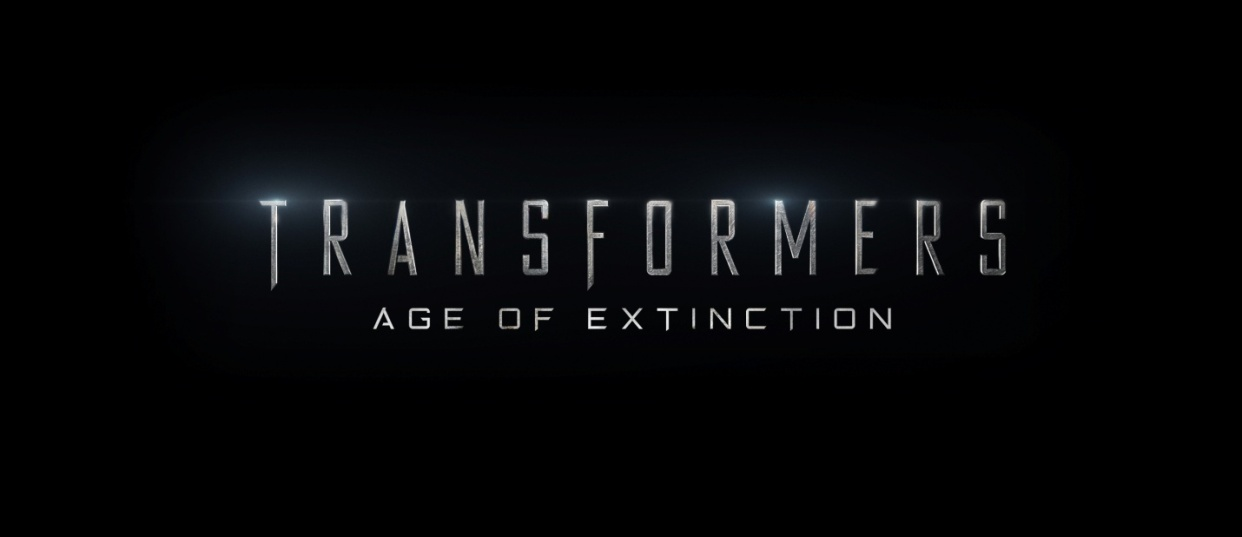 TRANSFORMERS
AGE OF EXTINCTION